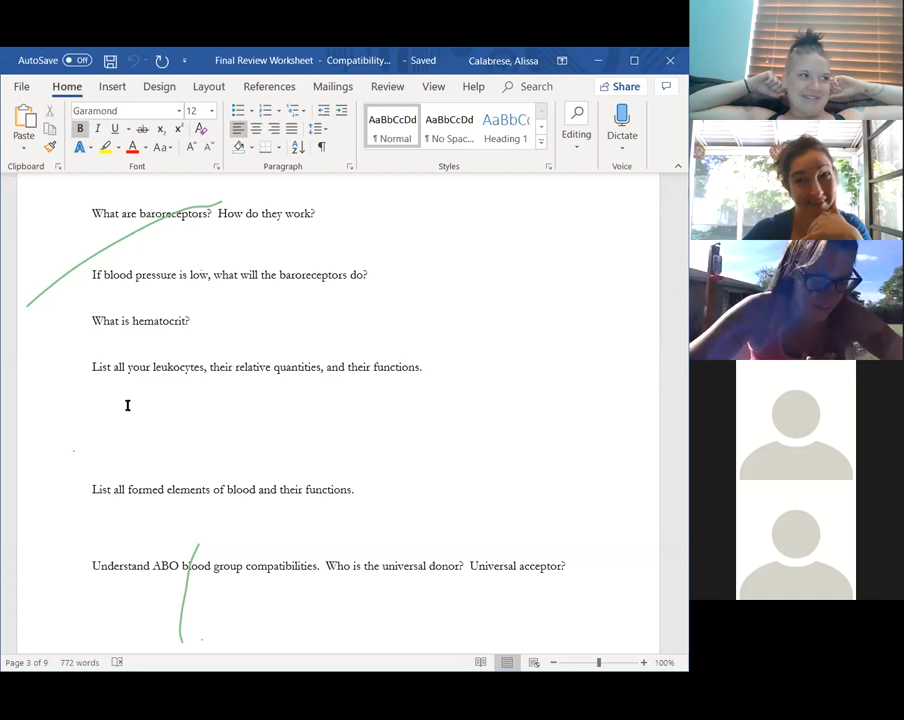 AutoSave Off Final Review Worksheet - Compatibility... - Saved Calabrese, Alissa
File Home Insert Design Layout References Mailings Review View Help Share
Garamond 12 AaBbCcDd AaBbCcDd AaBbCc Search
Paste B I U ab x₂ x² A ¶ Normal ¶ No Spac... Heading 1 Editing Dictate
A A Aa A A ¶
Clipboard Font Paragraph Styles Voice
What are baroreceptors? How do they work?
If blood pressure is low, what will the baroreceptors do?
What is hematocrit?
List all your leukocytes, their relative quantities, and their functions.
List all formed elements of blood and their functions.
Understand ABO blood group compatibilities. Who is the universal donor? Universal acceptor?
Page 3 of 9 772 words 100%